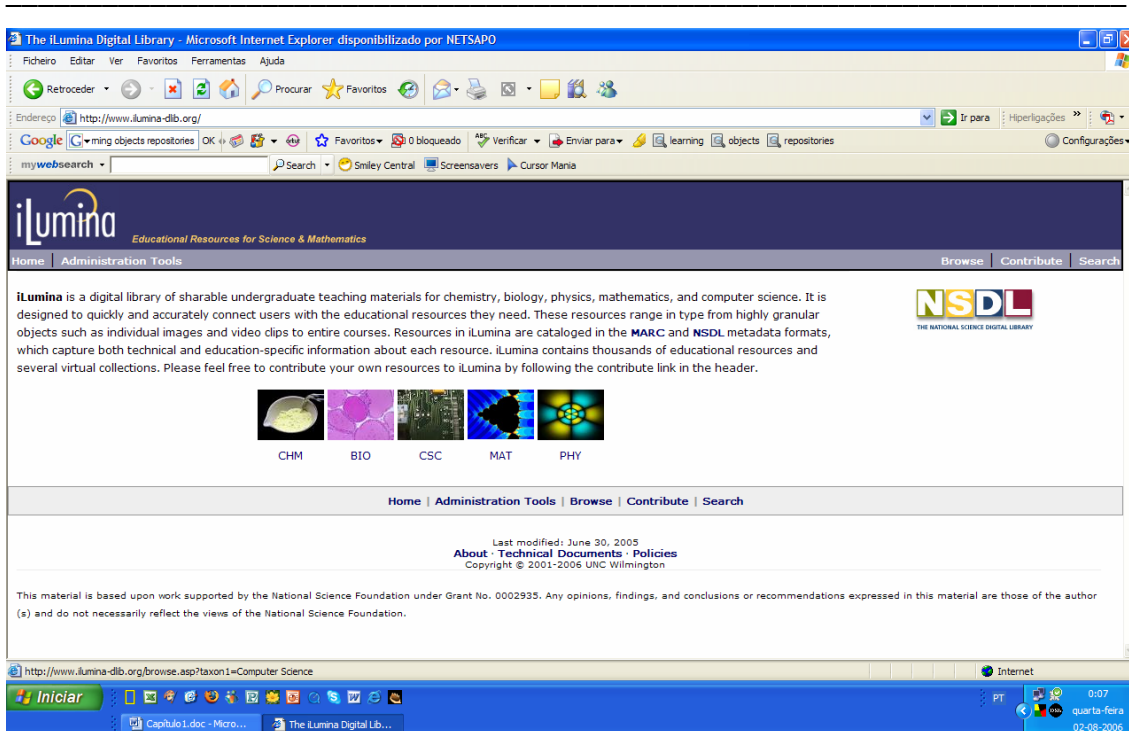 The iLumina Digital Library - Microsoft Internet Explorer disponibilizado por NETSAPO
Ficheiro Editar Ver Favoritos Ferramentas Ajuda
Retroceder Procurar Favoritos
Endereço http://www.ilumina-dlib.org/ Ir para Hiperligações »
Google ming objects repositories OK Favoritos 0 bloqueado Verificar Enviar para learning objects repositories Configurações
mywebsearch Search Smiley Central Screensavers Cursor Mania
iLumina Educational Resources for Science & Mathematics
Home | Administration Tools Browse | Contribute | Search
iLumina is a digital library of sharable undergraduate teaching materials for chemistry, biology, physics, mathematics, and computer science. It is
designed to quickly and accurately connect users with the educational resources they need. These resources range in type from highly granular
objects such as individual images and video clips to entire courses. Resources in iLumina are cataloged in the MARC and NSDL metadata formats,
which capture both technical and education-specific information about each resource. iLumina contains thousands of educational resources and
several virtual collections. Please feel free to contribute your own resources to iLumina by following the contribute link in the header.
NSDL
THE NATIONAL SCIENCE DIGITAL LIBRARY
CHM BIO CSC MAT PHY
Home | Administration Tools | Browse | Contribute | Search
Last modified: June 30, 2005
About · Technical Documents · Policies
Copyright © 2001-2006 UNC Wilmington
This material is based upon work supported by the National Science Foundation under Grant No. 0002935. Any opinions, findings, and conclusions or recommendations expressed in this material are those of the author
(s) and do not necessarily reflect the views of the National Science Foundation.
http://www.ilumina-dlib.org/browse.asp?taxon1=Computer Science Internet
Iniciar PT 0:07
Capítulo1.doc - Micro... The iLumina Digital Lib... quarta-feira
02-08-2006